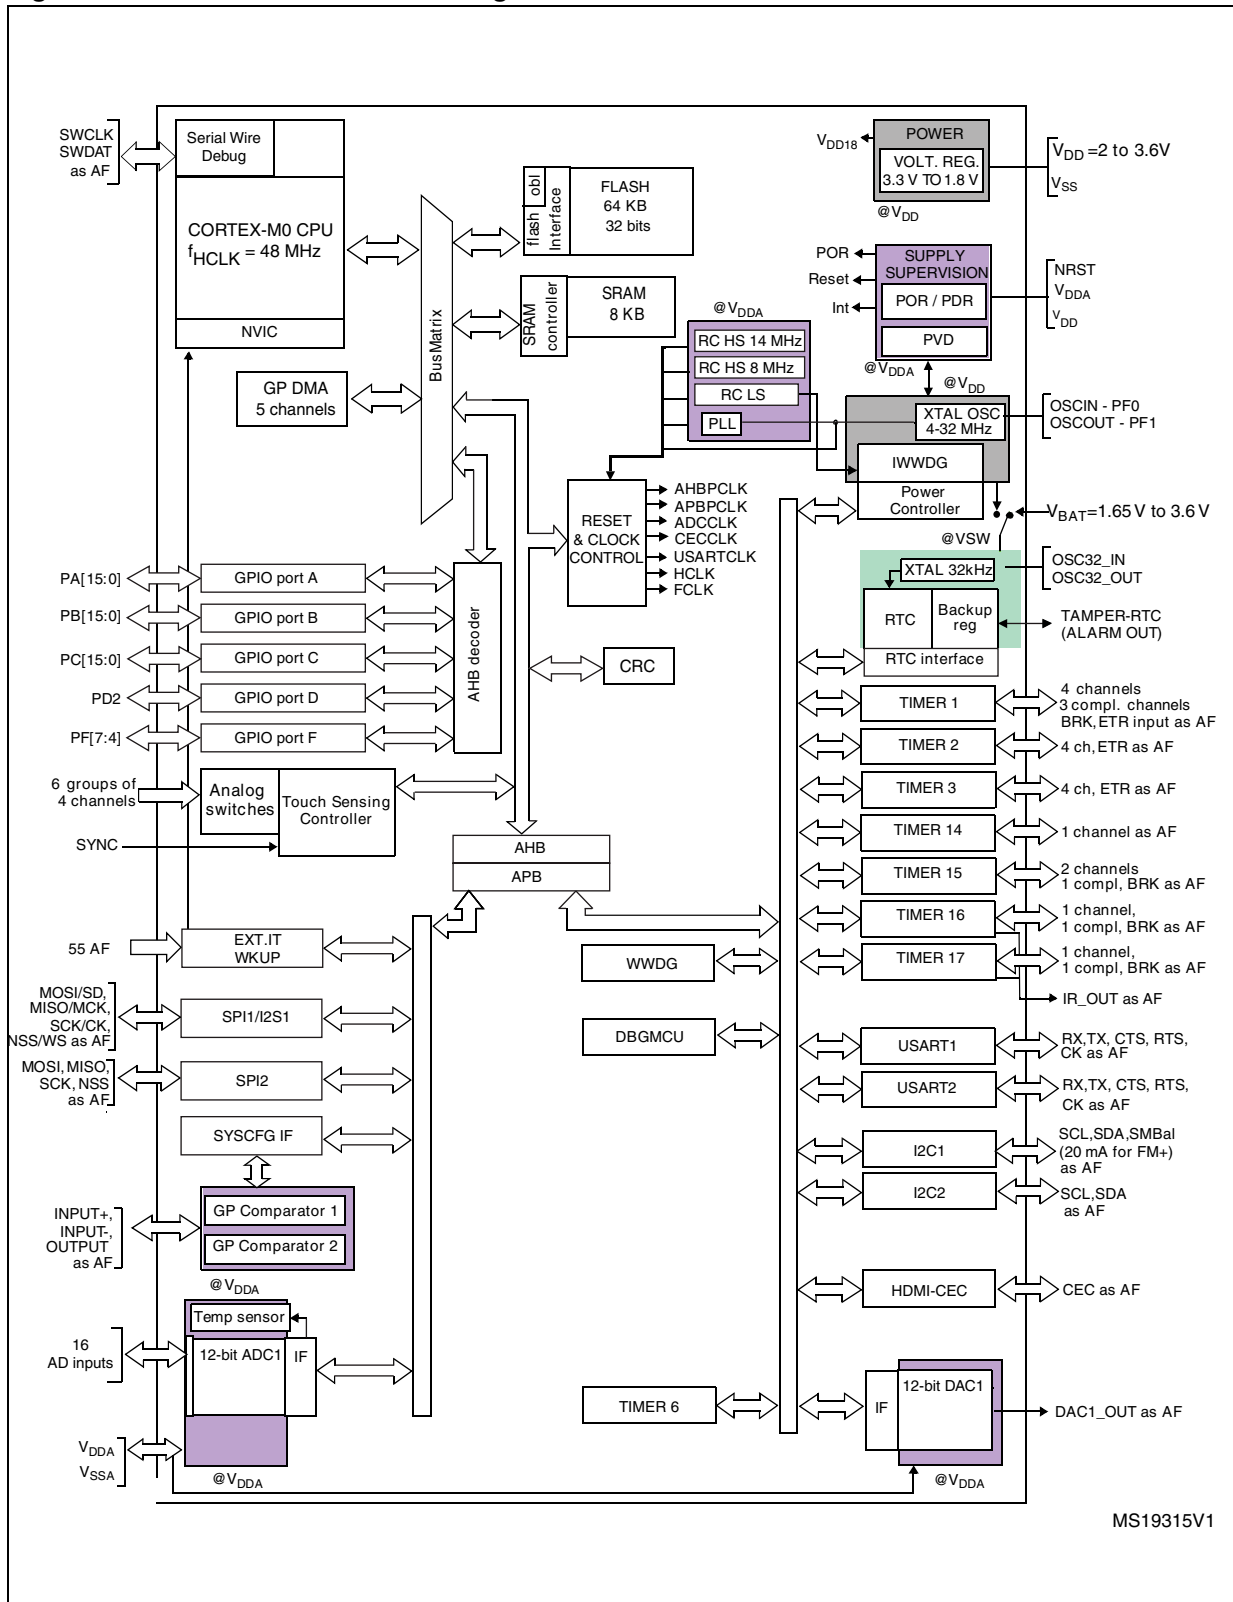 SWCLK
SWDAT
as AF
Serial Wire
Debug
CORTEX-M0 CPU
fHCLK = 48 MHz
NVIC
BusMatrix
flash obl
Interface
FLASH
64 KB
32 bits
SRAM
controller
SRAM
8 KB
GP DMA
5 channels
VDD18
POWER
VOLT. REG.
3.3 V TO 1.8 V
@VDD
VDD =2 to 3.6V
VSS
POR
Reset
Int
SUPPLY
SUPERVISION
POR / PDR
PVD
NRST
VDDA
VDD
@VDDA
@VDDA
@VDD
RC HS 14 MHz
RC HS 8 MHz
RC LS
PLL
XTAL OSC
4-32 MHz
OSCIN - PF0
OSCOUT - PF1
IWWDG
Power
Controller
VBAT=1.65 V to 3.6 V
@VSW
RESET
& CLOCK
CONTROL
AHBPCLK
APBPCLK
ADCCLK
CECCLK
USARTCLK
HCLK
FCLK
XTAL 32kHz
OSC32_IN
OSC32_OUT
RTC
Backup
reg
TAMPER-RTC
(ALARM OUT)
RTC interface
PA[15:0]
GPIO port A
PB[15:0]
GPIO port B
PC[15:0]
GPIO port C
PD2
GPIO port D
PF[7:4]
GPIO port F
AHB decoder
CRC
6 groups of
4 channels
Analog
switches
Touch Sensing
Controller
SYNC
AHB
APB
TIMER 1
4 channels
3 compl. channels
BRK, ETR input as AF
TIMER 2
4 ch, ETR as AF
TIMER 3
4 ch, ETR as AF
TIMER 14
1 channel as AF
TIMER 15
2 channels
1 compl, BRK as AF
TIMER 16
1 channel,
1 compl, BRK as AF
TIMER 17
1 channel,
1 compl, BRK as AF
IR_OUT as AF
55 AF
EXT.IT
WKUP
WWDG
MOSI/SD,
MISO/MCK,
SCK/CK,
NSS/WS as AF
SPI1/I2S1
DBGMCU
USART1
RX,TX, CTS, RTS,
CK as AF
MOSI, MISO,
SCK, NSS
as AF
SPI2
USART2
RX,TX, CTS, RTS,
CK as AF
SYSCFG IF
I2C1
SCL,SDA,SMBal
(20 mA for FM+)
as AF
I2C2
SCL,SDA
as AF
INPUT+,
INPUT-,
OUTPUT
as AF
GP Comparator 1
GP Comparator 2
@VDDA
HDMI-CEC
CEC as AF
Temp sensor
16
AD inputs
12-bit ADC1
IF
TIMER 6
IF
12-bit DAC1
DAC1_OUT as AF
VDDA
VSSA
@VDDA
@VDDA
MS19315V1